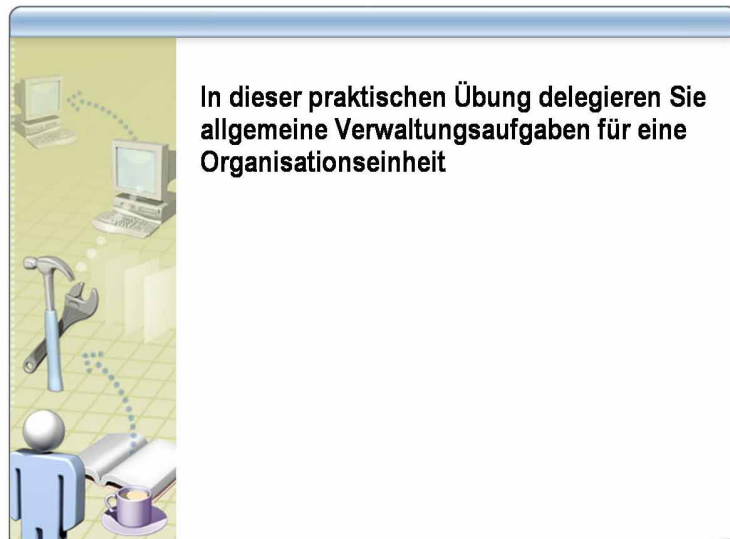 In dieser praktischen Übung delegieren Sie
allgemeine Verwaltungsaufgaben für eine
Organisationseinheit